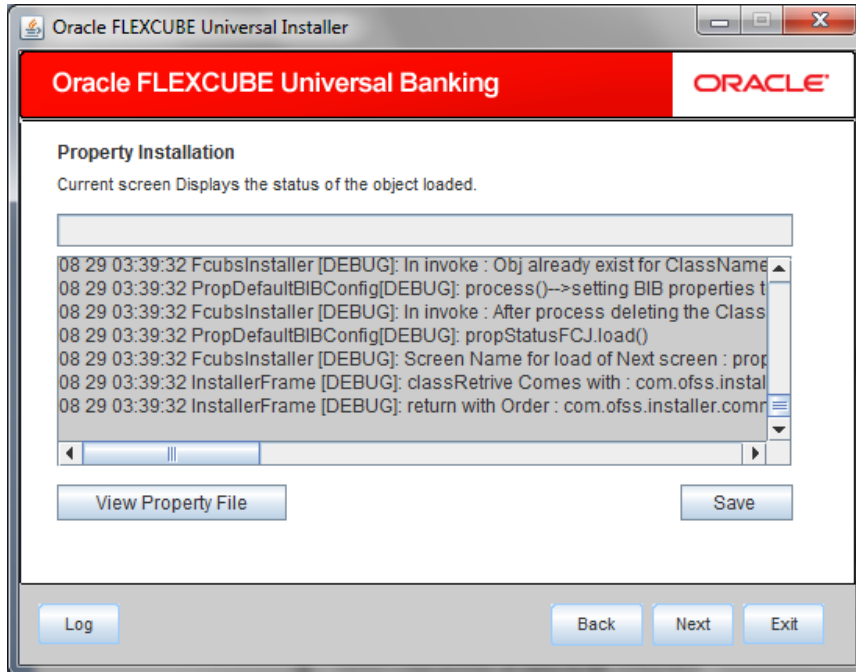 Oracle FLEXCUBE Universal Installer
Oracle FLEXCUBE Universal Banking
ORACLE
Property Installation
Current screen Displays the status of the object loaded.
08 29 03:39:32 FcubsInstaller [DEBUG]: In invoke : Obj already exist for ClassName
08 29 03:39:32 PropDefaultBIBConfig[DEBUG]: process()-->setting BIB properties t
08 29 03:39:32 FcubsInstaller [DEBUG]: In invoke : After process deleting the Class
08 29 03:39:32 PropDefaultBIBConfig[DEBUG]: propStatusFCJ.load()
08 29 03:39:32 FcubsInstaller [DEBUG]: Screen Name for load of Next screen : prop
08 29 03:39:32 InstallerFrame [DEBUG]: classRetrive Comes with : com.ofss.instal
08 29 03:39:32 InstallerFrame [DEBUG]: return with Order : com.ofss.installer.comm
View Property File
Save
Log
Back
Next
Exit